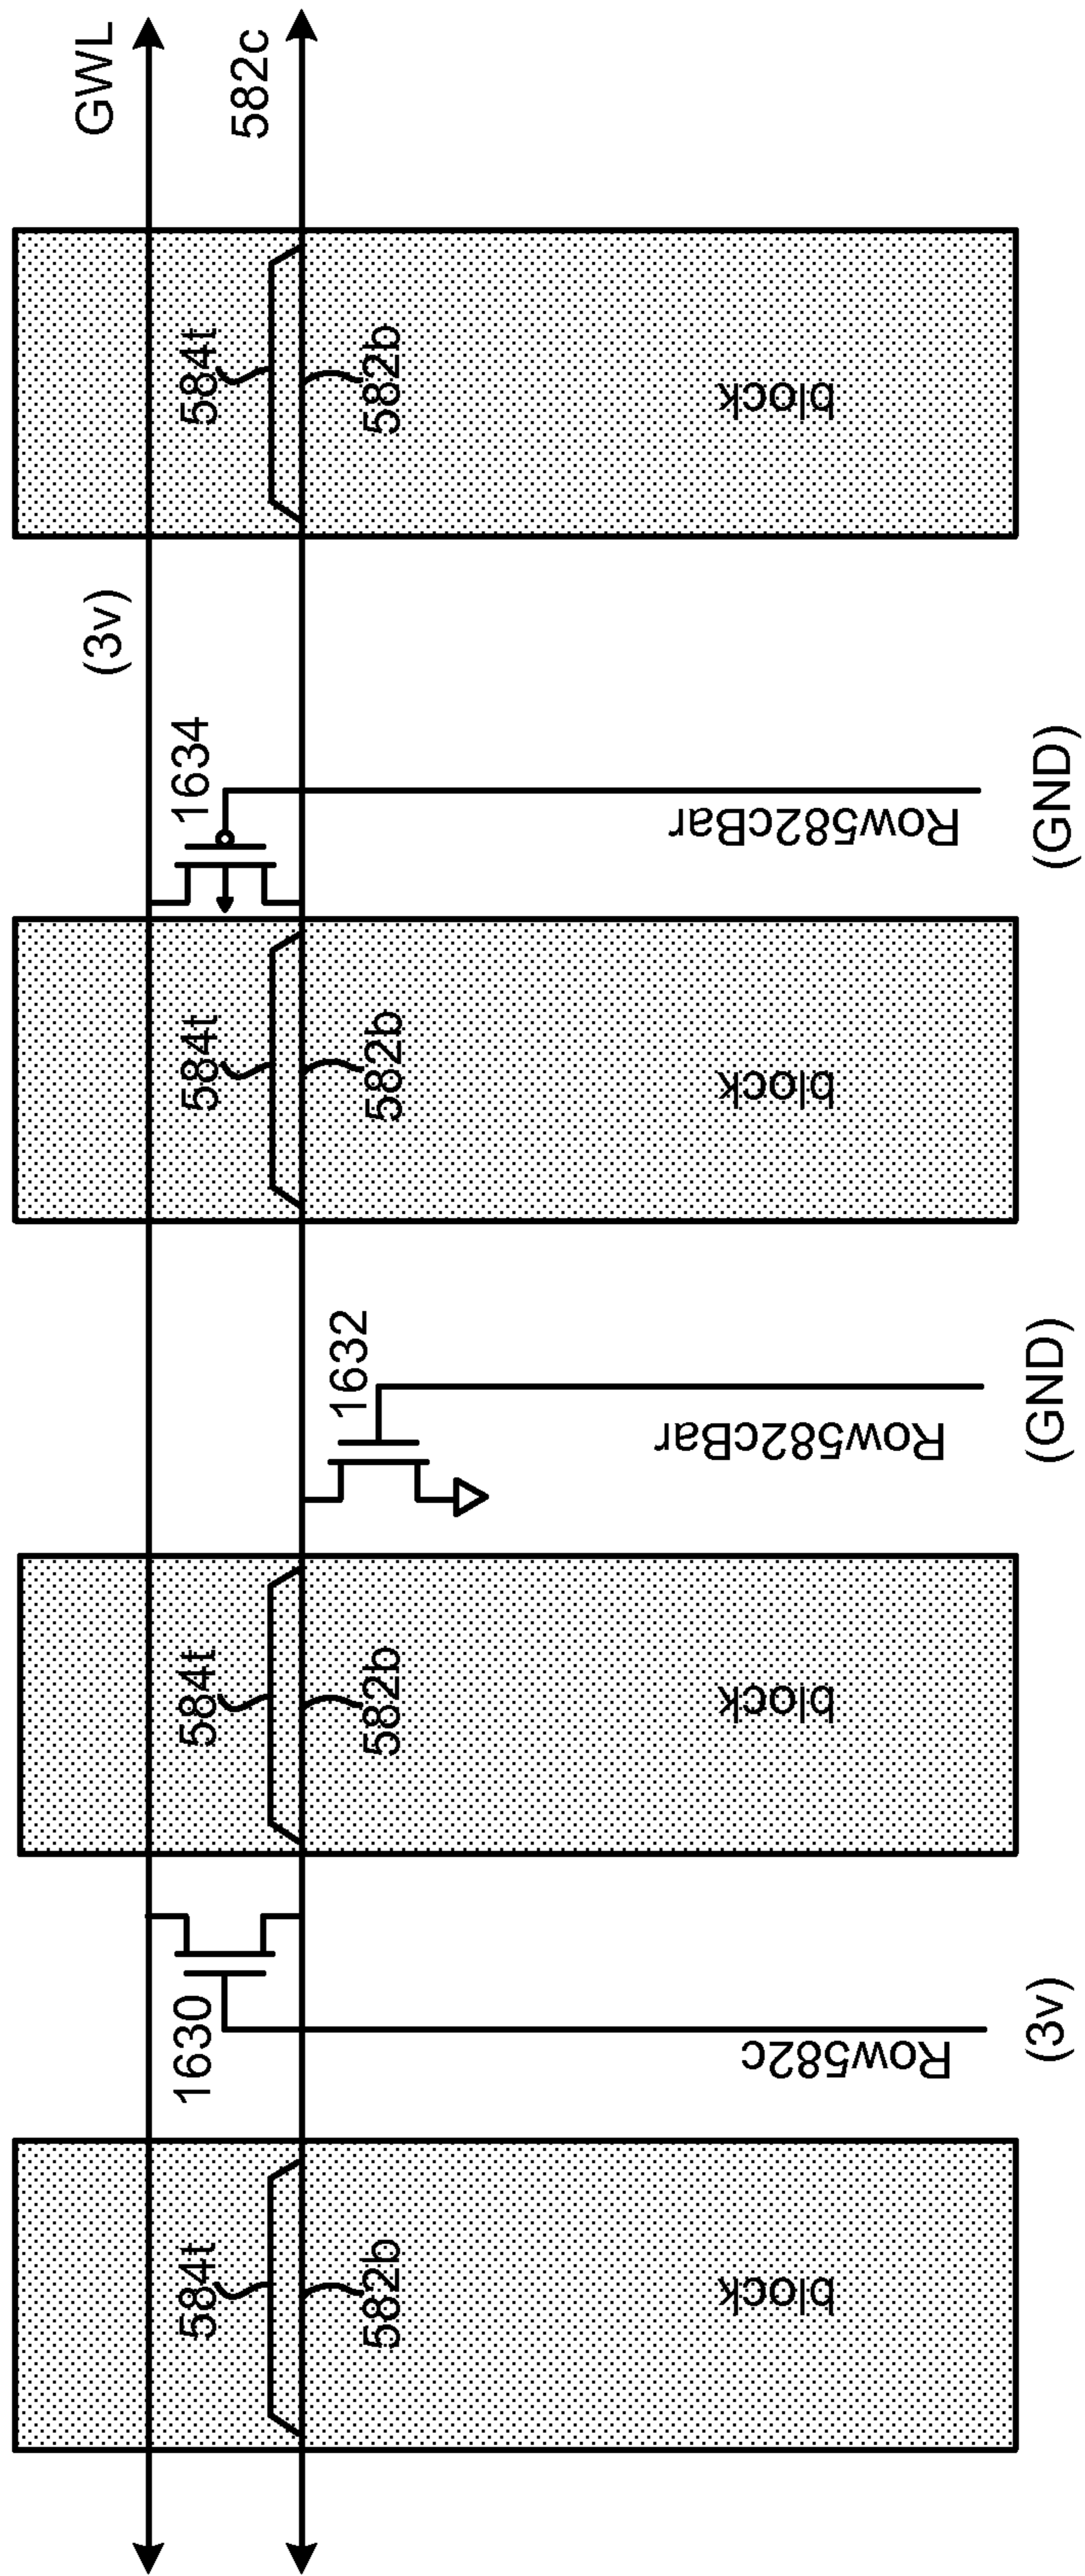 GWL
582c
(3v)
584t
582b
block
1634
Row582cBar
(GND)
584t
582b
block
1632
Row582cBar
(GND)
584t
582b
block
1630
Row582c
(3v)
584t
582b
block